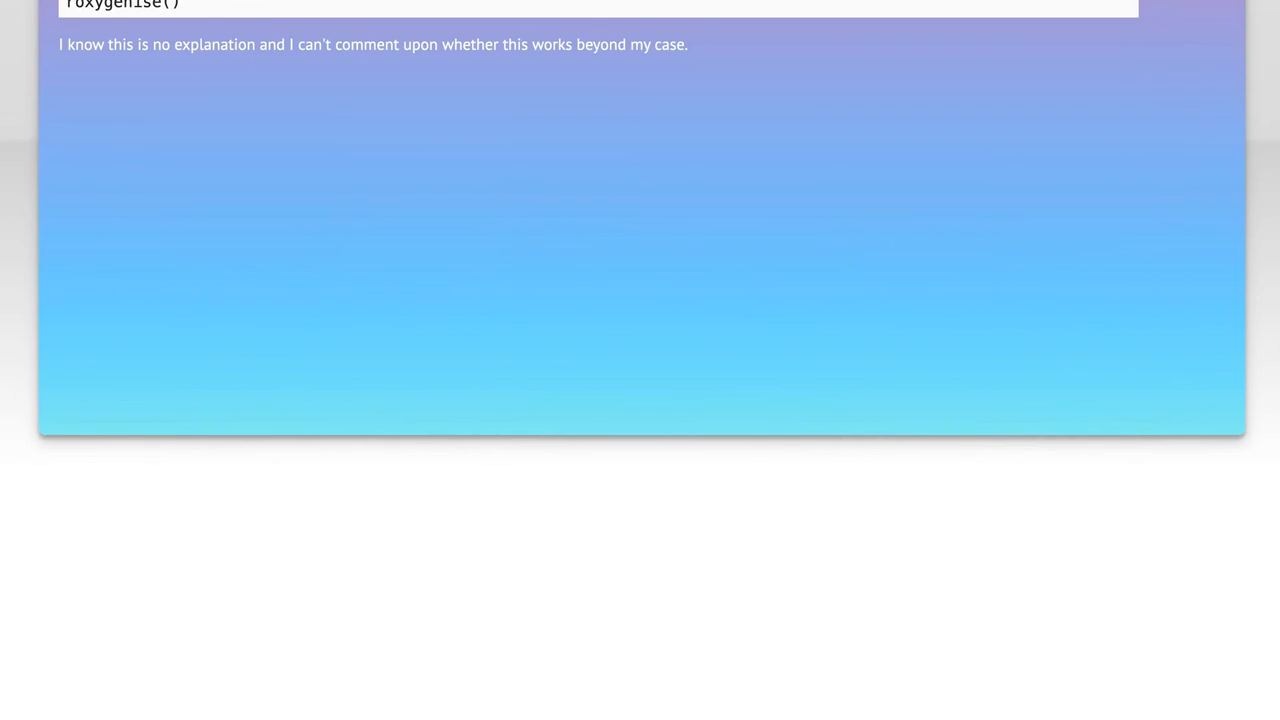 roxygenise()
I know this is no explanation and I can't comment upon whether this works beyond my case.